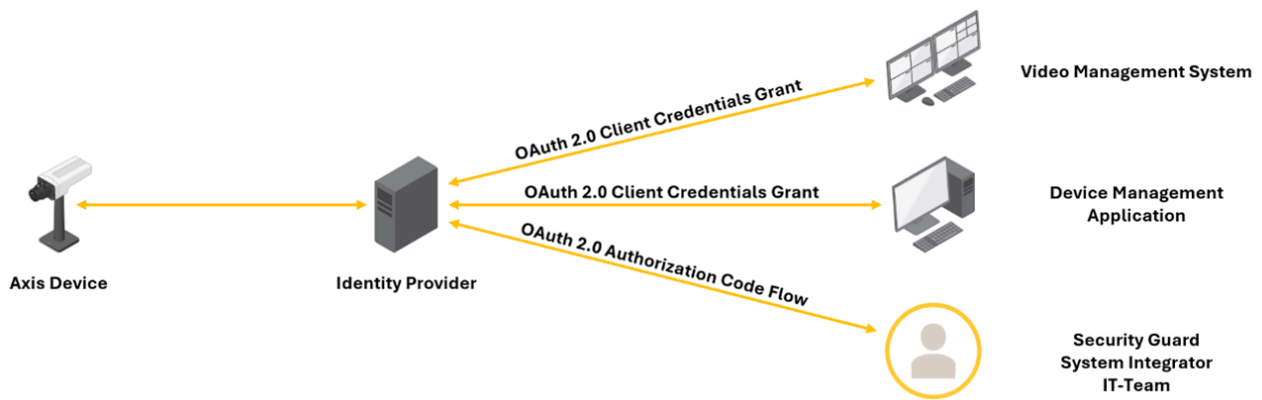 Video Management System
OAuth 2.0 Client Credentials Grant
OAuth 2.0 Client Credentials Grant
Device Management
Application
OAuth 2.0 Authorization Code Flow
Axis Device
Identity Provider
Security Guard
System Integrator
IT-Team